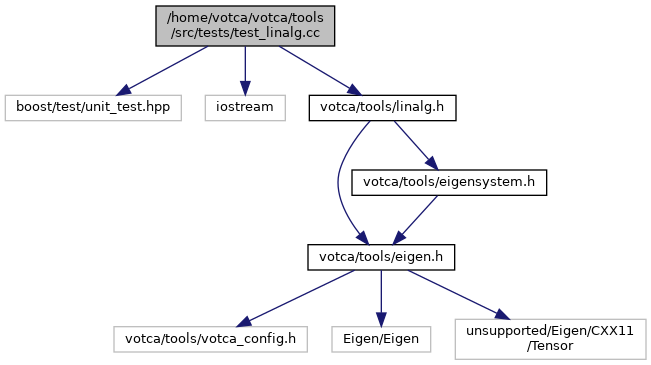 /home/votca/votca/tools
/src/tests/test_linalg.cc
boost/test/unit_test.hpp
iostream
votca/tools/linalg.h
votca/tools/eigensystem.h
votca/tools/eigen.h
votca/tools/votca_config.h
Eigen/Eigen
unsupported/Eigen/CXX11
/Tensor